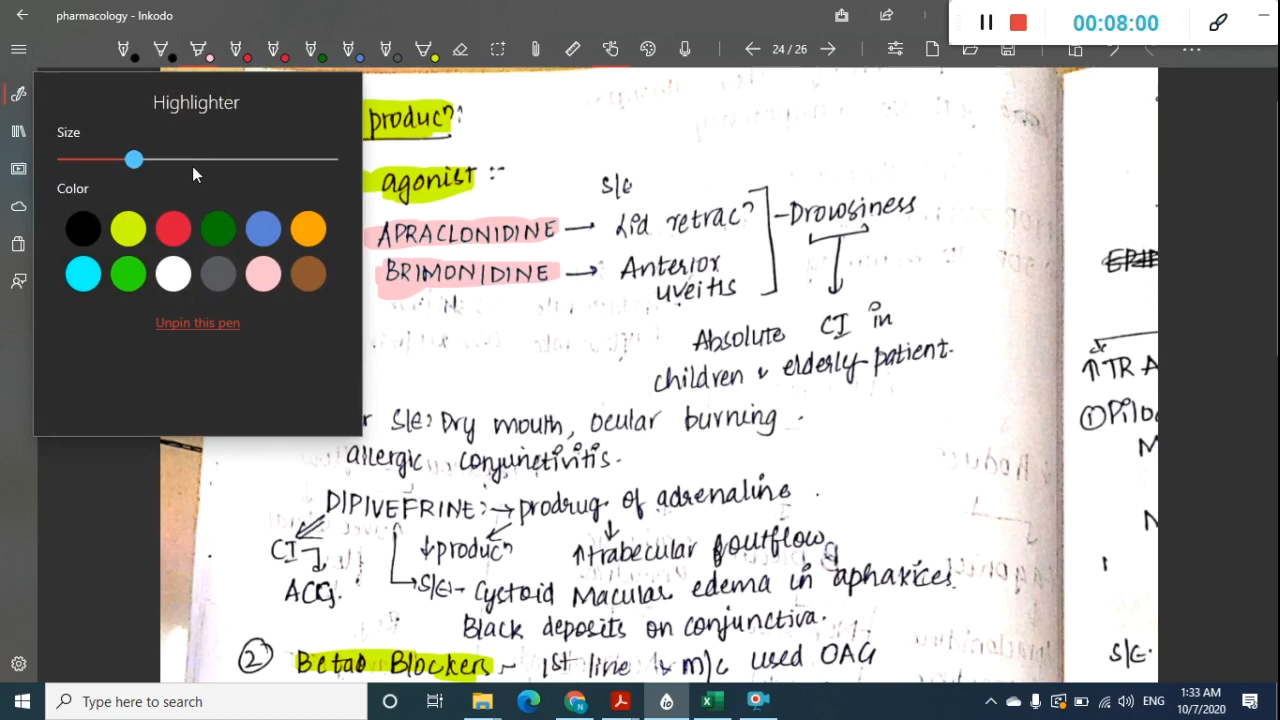 pharmacology - Inkodo
00:08:00
24 / 26
Highlighter
Size
Color
Unpin this pen
produc?
agonist :-
S/E
APRACLONIDINE → Lid retrac?
BRIMONIDINE → Anterior
uveitis
-Drowsiness
Absolute CI in
children & elderly patient.
S/E: Dry mouth, ocular burning
allergic conjunctivitis.
DIPIVEFRINE: → prodrug of adrenaline
CI
↓produc?
↑trabecular outflow
ACG.
S/E- Cystoid Macular edema in aphakices
Black deposits on conjunctiva.
② Beta Blockers - 1st line & m/c used OAG
↑TR A
①Pilo
M
S/E.
Type here to search
ENG
1:33 AM
10/7/2020